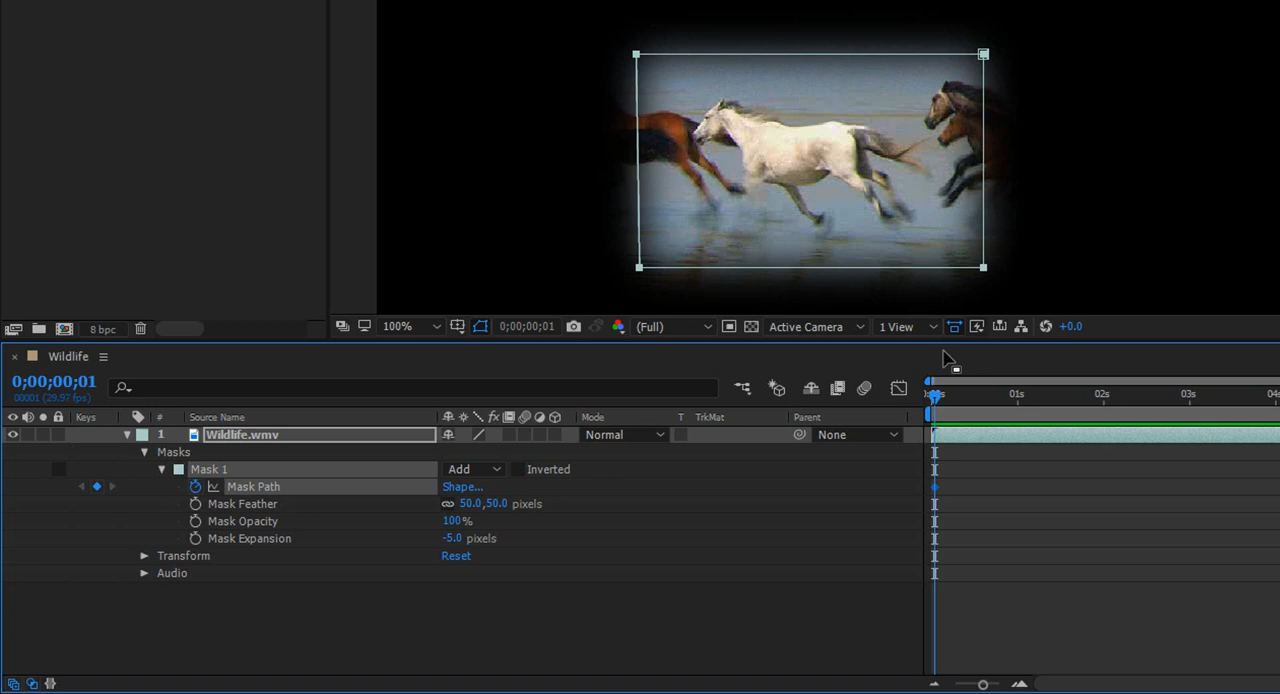 8 bpc 100% 0;00;00;01 (Full) Active Camera 1 View +0.0
× Wildlife
0;00;00;01
00001 (29.97 fps)
01s 02s 03s
Keys # Source Name Mode T TrkMat Parent
1 Wildlife.wmv Normal None
Masks
Mask 1 Add Inverted
Mask Path Shape...
Mask Feather 50.0,50.0 pixels
Mask Opacity 100%
Mask Expansion -5.0 pixels
Transform Reset
Audio